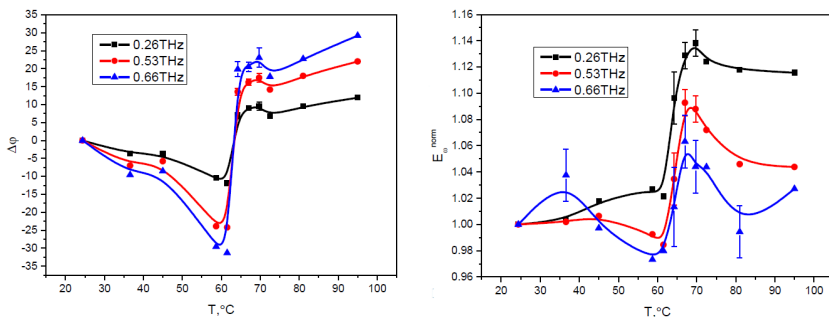 35
30
25
20
15
10
5
0
-5
-10
-15
-20
-25
-30
-35
Δφ
0.26THz
0.53THz
0.66THz
20 30 40 50 60 70 80 90 100
T,°C
1.16
1.14
1.12
1.10
1.08
1.06
1.04
1.02
1.00
0.98
0.96
E_ω^norm
0.26THz
0.53THz
0.66THz
20 30 40 50 60 70 80 90 100
T,°C